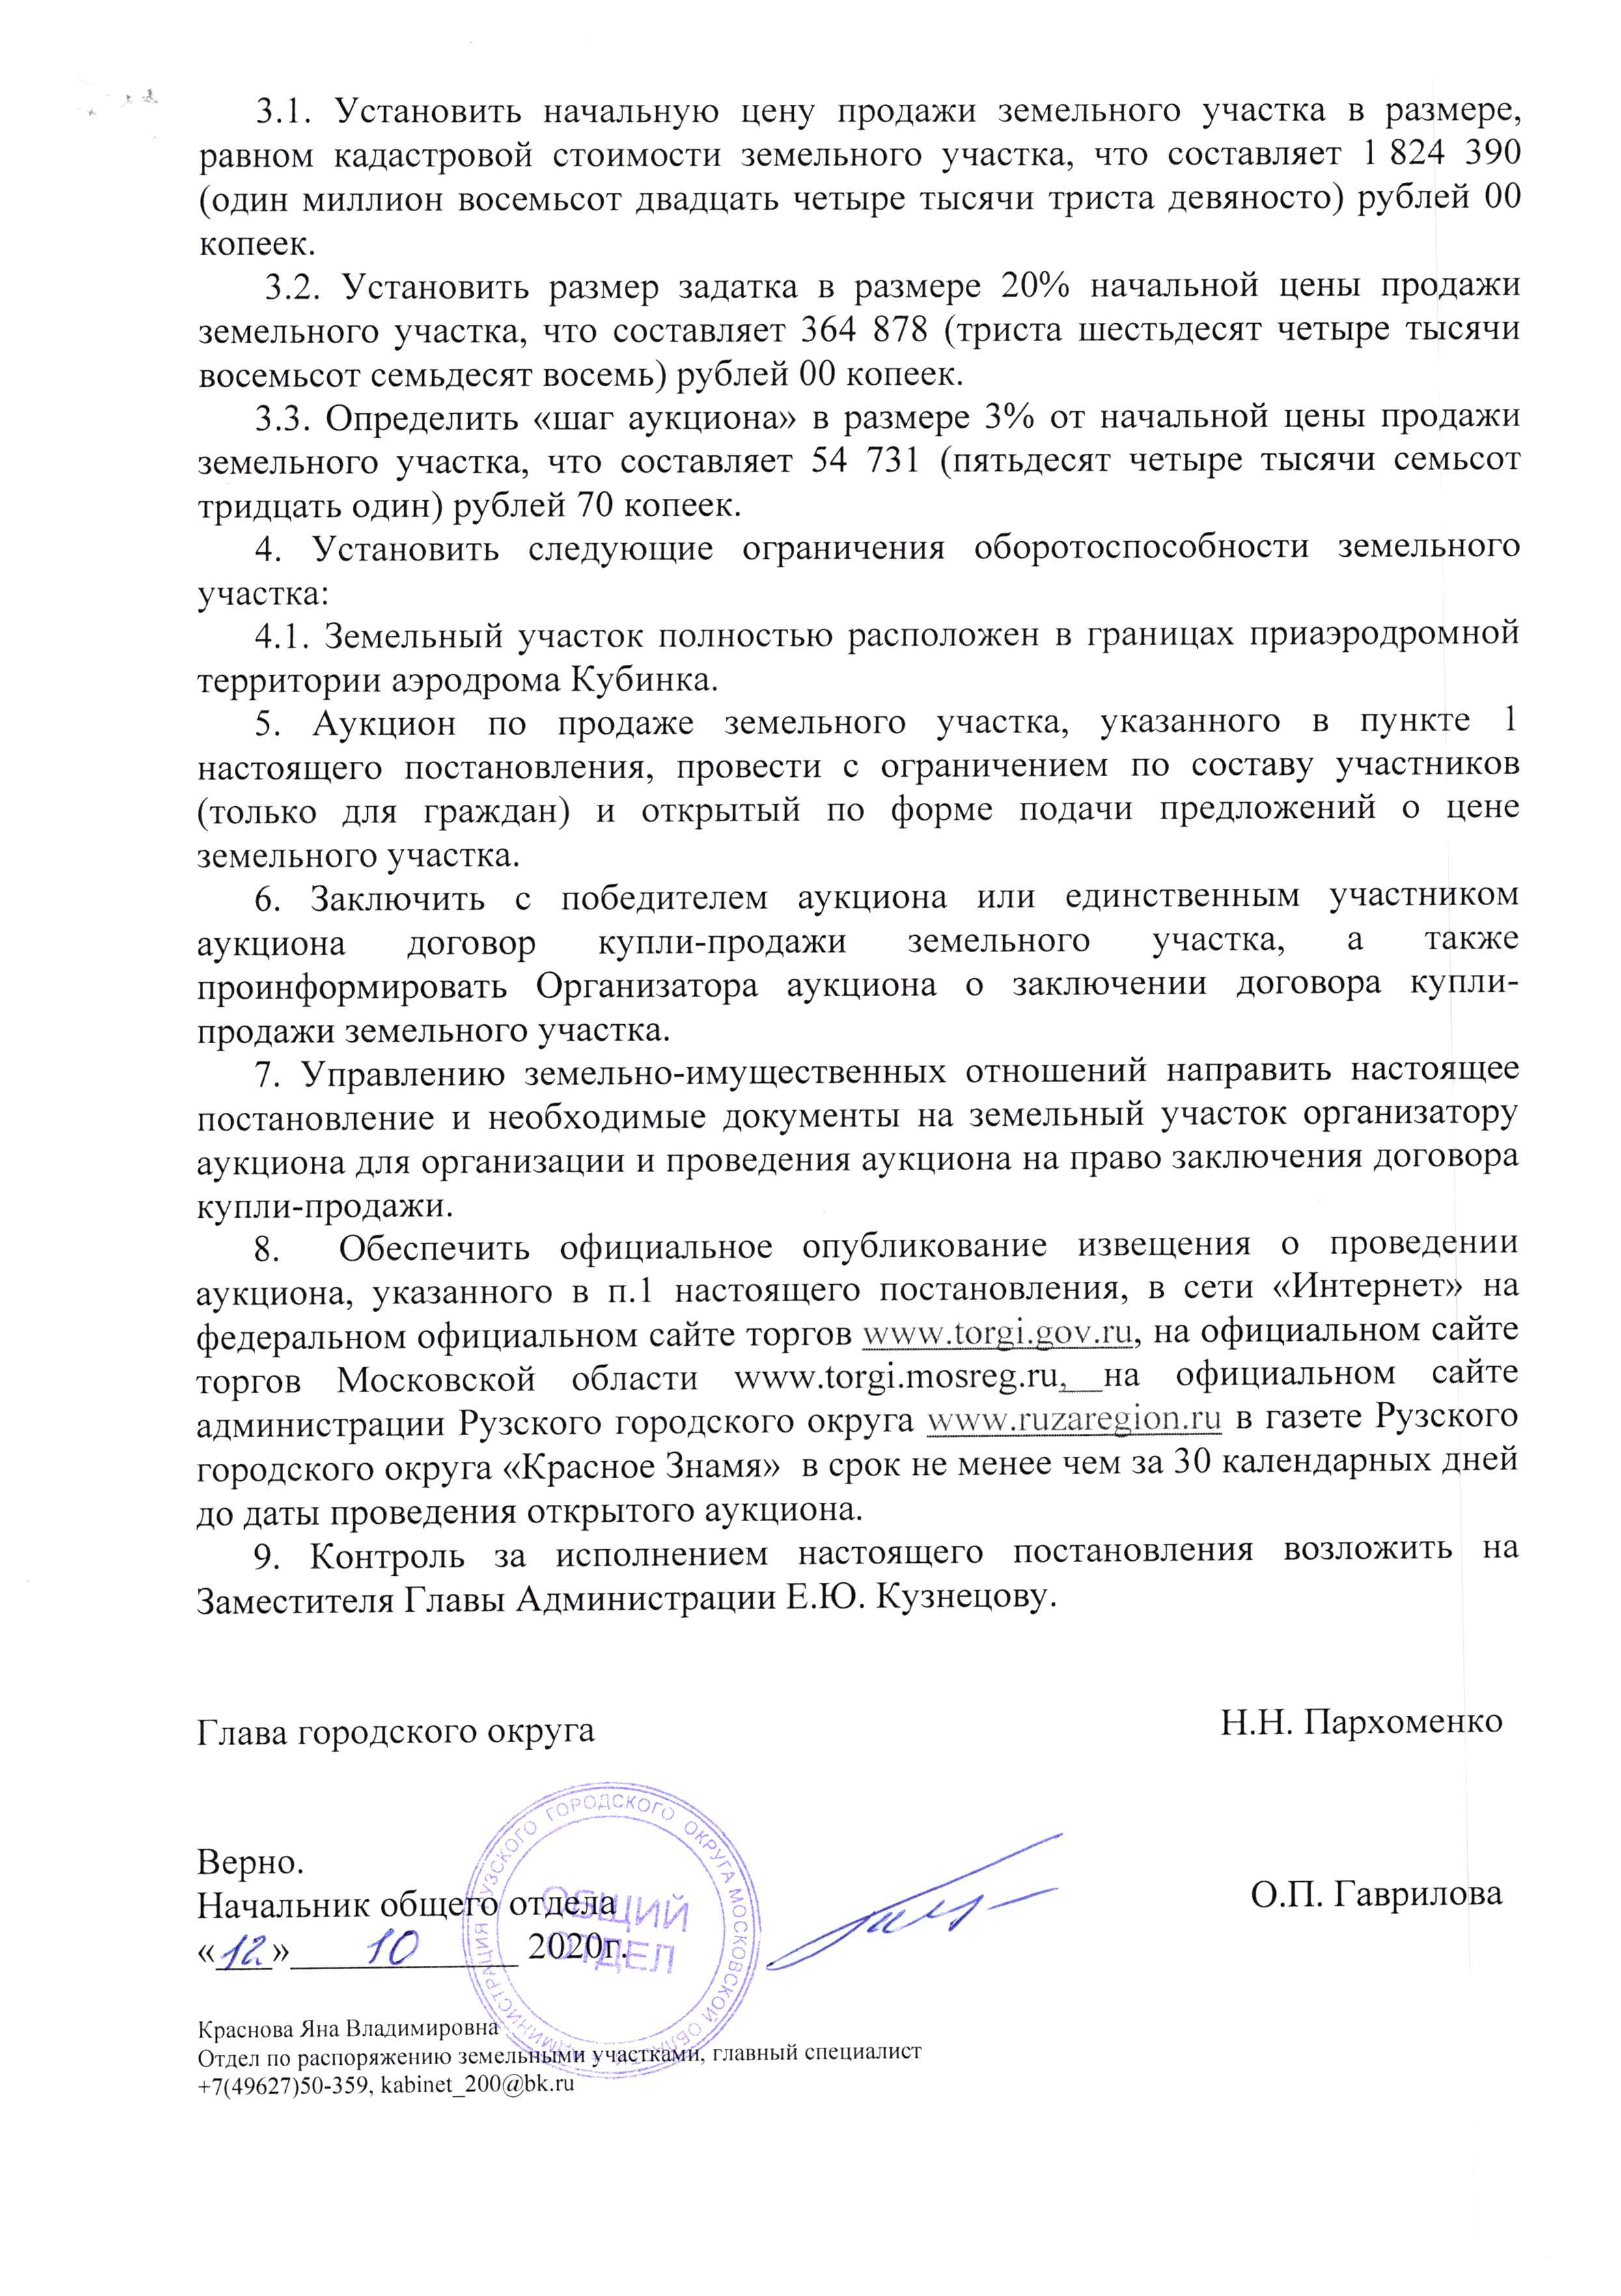 3.1. Установить начальную цену продажи земельного участка в размере,
равном кадастровой стоимости земельного участка, что составляет 1 824 390
(один миллион восемьсот двадцать четыре тысячи триста девяносто) рублей 00
копеек.
3.2. Установить размер задатка в размере 20% начальной цены продажи
земельного участка, что составляет 364 878 (триста шестьдесят четыре тысячи
восемьсот семьдесят восемь) рублей 00 копеек.
3.3. Определить «шаг аукциона» в размере 3% от начальной цены продажи
земельного участка, что составляет 54 731 (пятьдесят четыре тысячи семьсот
тридцать один) рублей 70 копеек.
4. Установить следующие ограничения оборотоспособности земельного
участка:
4.1. Земельный участок полностью расположен в границах приаэродромной
территории аэродрома Кубинка.
5. Аукцион по продаже земельного участка, указанного в пункте 1
настоящего постановления, провести с ограничением по составу участников
(только для граждан) и открытый по форме подачи предложений о цене
земельного участка.
6. Заключить с победителем аукциона или единственным участником
аукциона договор купли-продажи земельного участка, а также
проинформировать Организатора аукциона о заключении договора купли-
продажи земельного участка.
7. Управлению земельно-имущественных отношений направить настоящее
постановление и необходимые документы на земельный участок организатору
аукциона для организации и проведения аукциона на право заключения договора
купли-продажи.
8. Обеспечить официальное опубликование извещения о проведении
аукциона, указанного в п.1 настоящего постановления, в сети «Интернет» на
федеральном официальном сайте торгов www.torgi.gov.ru, на официальном сайте
торгов Московской области www.torgi.mosreg.ru, на официальном сайте
администрации Рузского городского округа www.ruzaregion.ru в газете Рузского
городского округа «Красное Знамя» в срок не менее чем за 30 календарных дней
до даты проведения открытого аукциона.
9. Контроль за исполнением настоящего постановления возложить на
Заместителя Главы Администрации Е.Ю. Кузнецову.
Глава городского округа Н.Н. Пархоменко
Верно.
Начальник общего отдела О.П. Гаврилова
«12» 10 2020г.
АДМИНИСТРАЦИЯ РУЗСКОГО ГОРОДСКОГО ОКРУГА МОСКОВСКОЙ ОБЛАСТИ
ОБЩИЙ
ОТДЕЛ
Краснова Яна Владимировна
Отдел по распоряжению земельными участками, главный специалист
+7(49627)50-359, kabinet_200@bk.ru